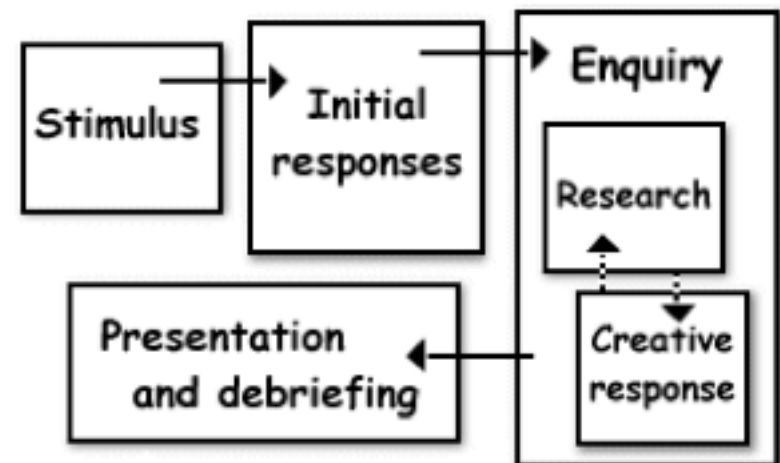 Stimulus
Initial
responses
Enquiry
Research
Creative
response
Presentation
and debriefing